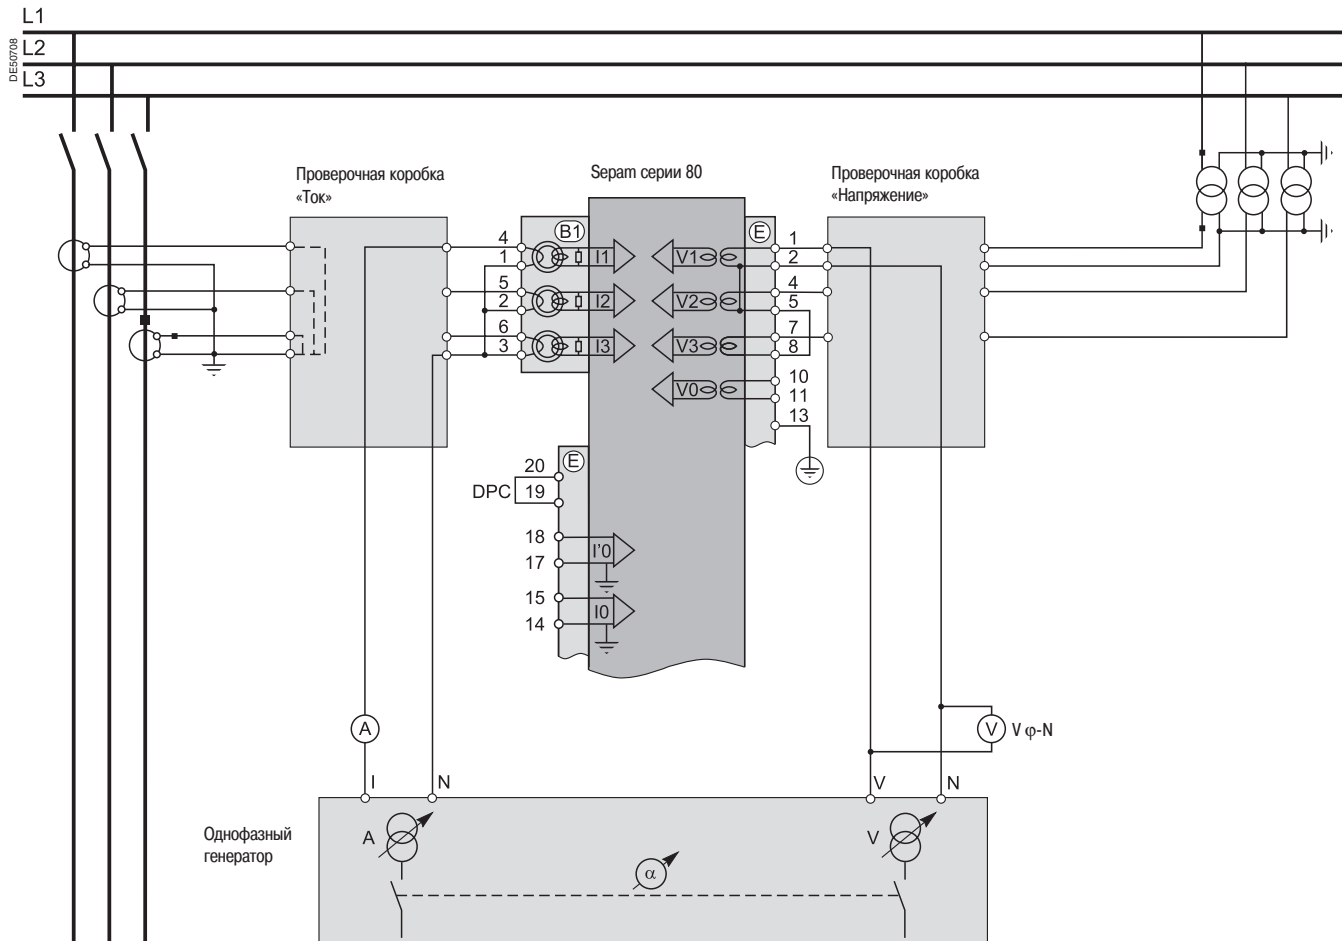 L1
DE50708
L2
L3
Проверочная коробка
«Ток»
Sepam серии 80
Проверочная коробка
«Напряжение»
B1
E
4
1
5
2
6
3
I1
I2
I3
V1
V2
V3
V0
1
2
4
5
7
8
10
11
13
E
20
DPC
19
18
17
I'0
15
14
I0
A
V
V φ-N
I
N
V
N
Однофазный
генератор
A
α
V